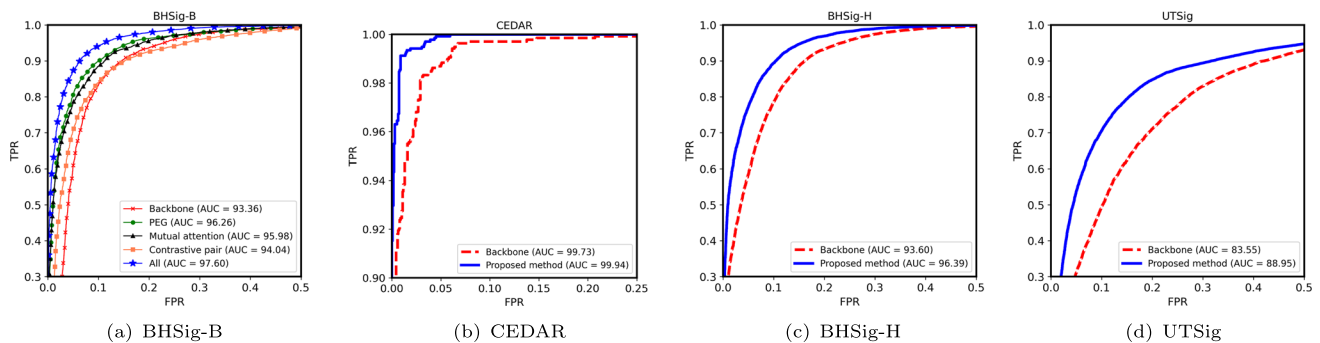 BHSig-B
1.0
0.9
0.8
0.7
0.6
0.5
0.4
0.3
TPR
0.0 0.1 0.2 0.3 0.4 0.5
FPR
Backbone (AUC = 93.36)
PEG (AUC = 96.26)
Mutual attention (AUC = 95.98)
Contrastive pair (AUC = 94.04)
All (AUC = 97.60)
(a) BHSig-B
CEDAR
1.00
0.98
0.96
0.94
0.92
0.90
TPR
0.00 0.05 0.10 0.15 0.20 0.25
FPR
Backbone (AUC = 99.73)
Proposed method (AUC = 99.94)
(b) CEDAR
BHSig-H
1.0
0.9
0.8
0.7
0.6
0.5
0.4
0.3
TPR
0.0 0.1 0.2 0.3 0.4 0.5
FPR
Backbone (AUC = 93.60)
Proposed method (AUC = 96.39)
(c) BHSig-H
UTSig
1.0
0.9
0.8
0.7
0.6
0.5
0.4
0.3
TPR
0.0 0.1 0.2 0.3 0.4 0.5
FPR
Backbone (AUC = 83.55)
Proposed method (AUC = 88.95)
(d) UTSig